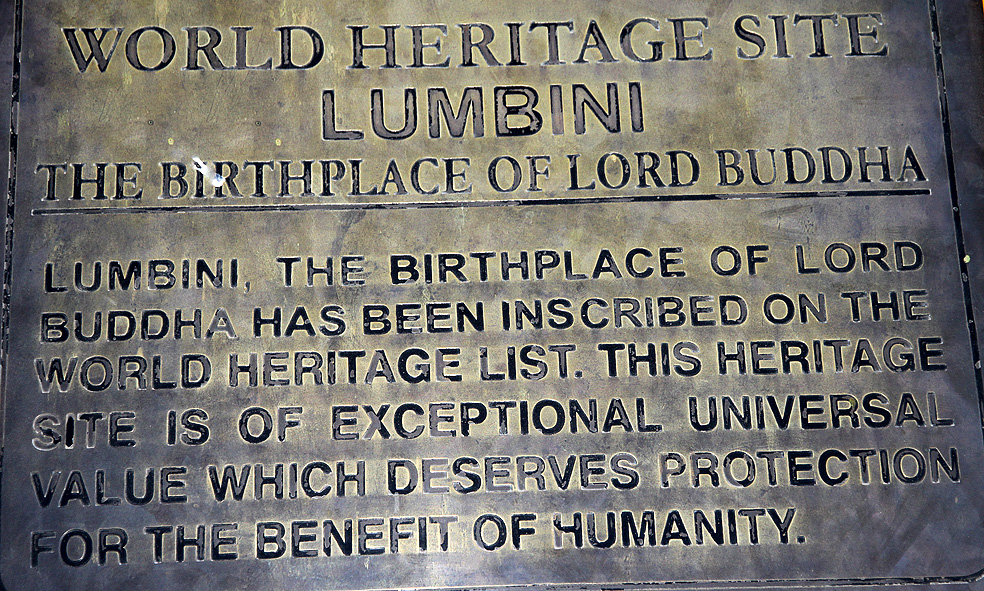 WORLD HERITAGE SITE
LUMBINI
THE BIRTHPLACE OF LORD BUDDHA
LUMBINI, THE BIRTHPLACE OF LORD
BUDDHA HAS BEEN INSCRIBED ON THE
WORLD HERITAGE LIST. THIS HERITAGE
SITE IS OF EXCEPTIONAL UNIVERSAL
VALUE WHICH DESERVES PROTECTION
FOR THE BENEFIT OF HUMANITY.